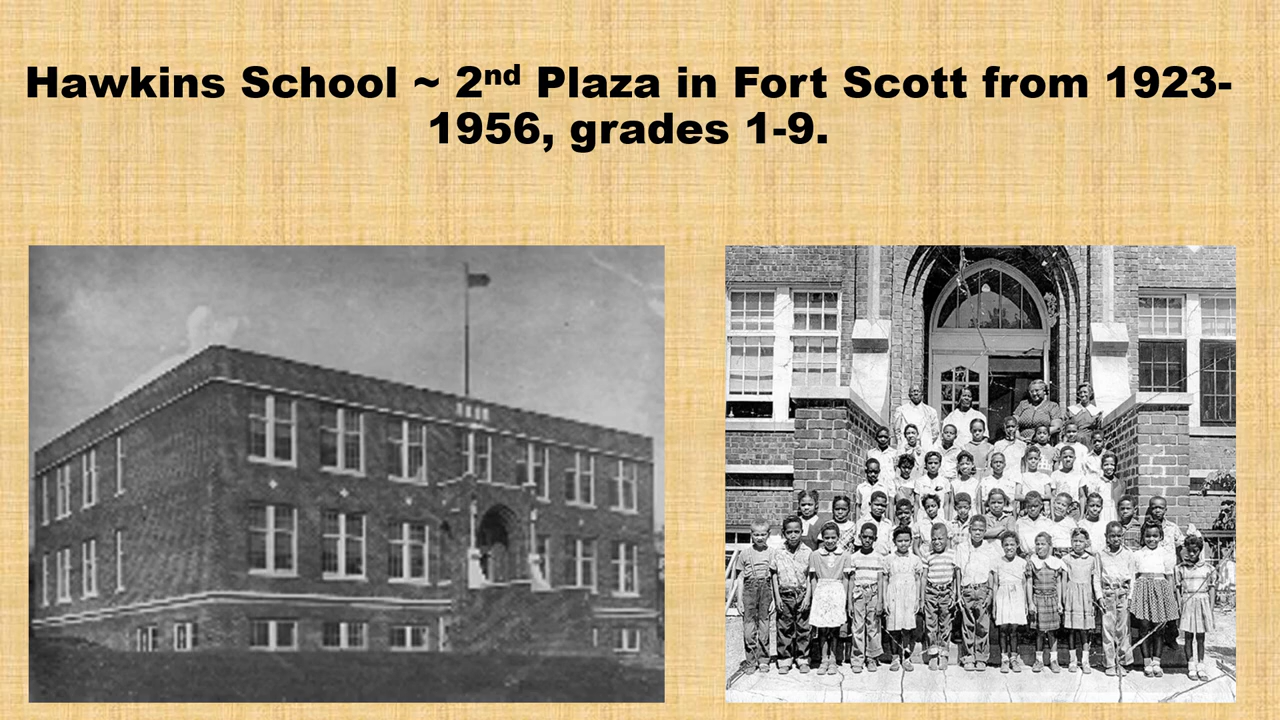 Hawkins School ~ 2nd Plaza in Fort Scott from 1923-
1956, grades 1-9.